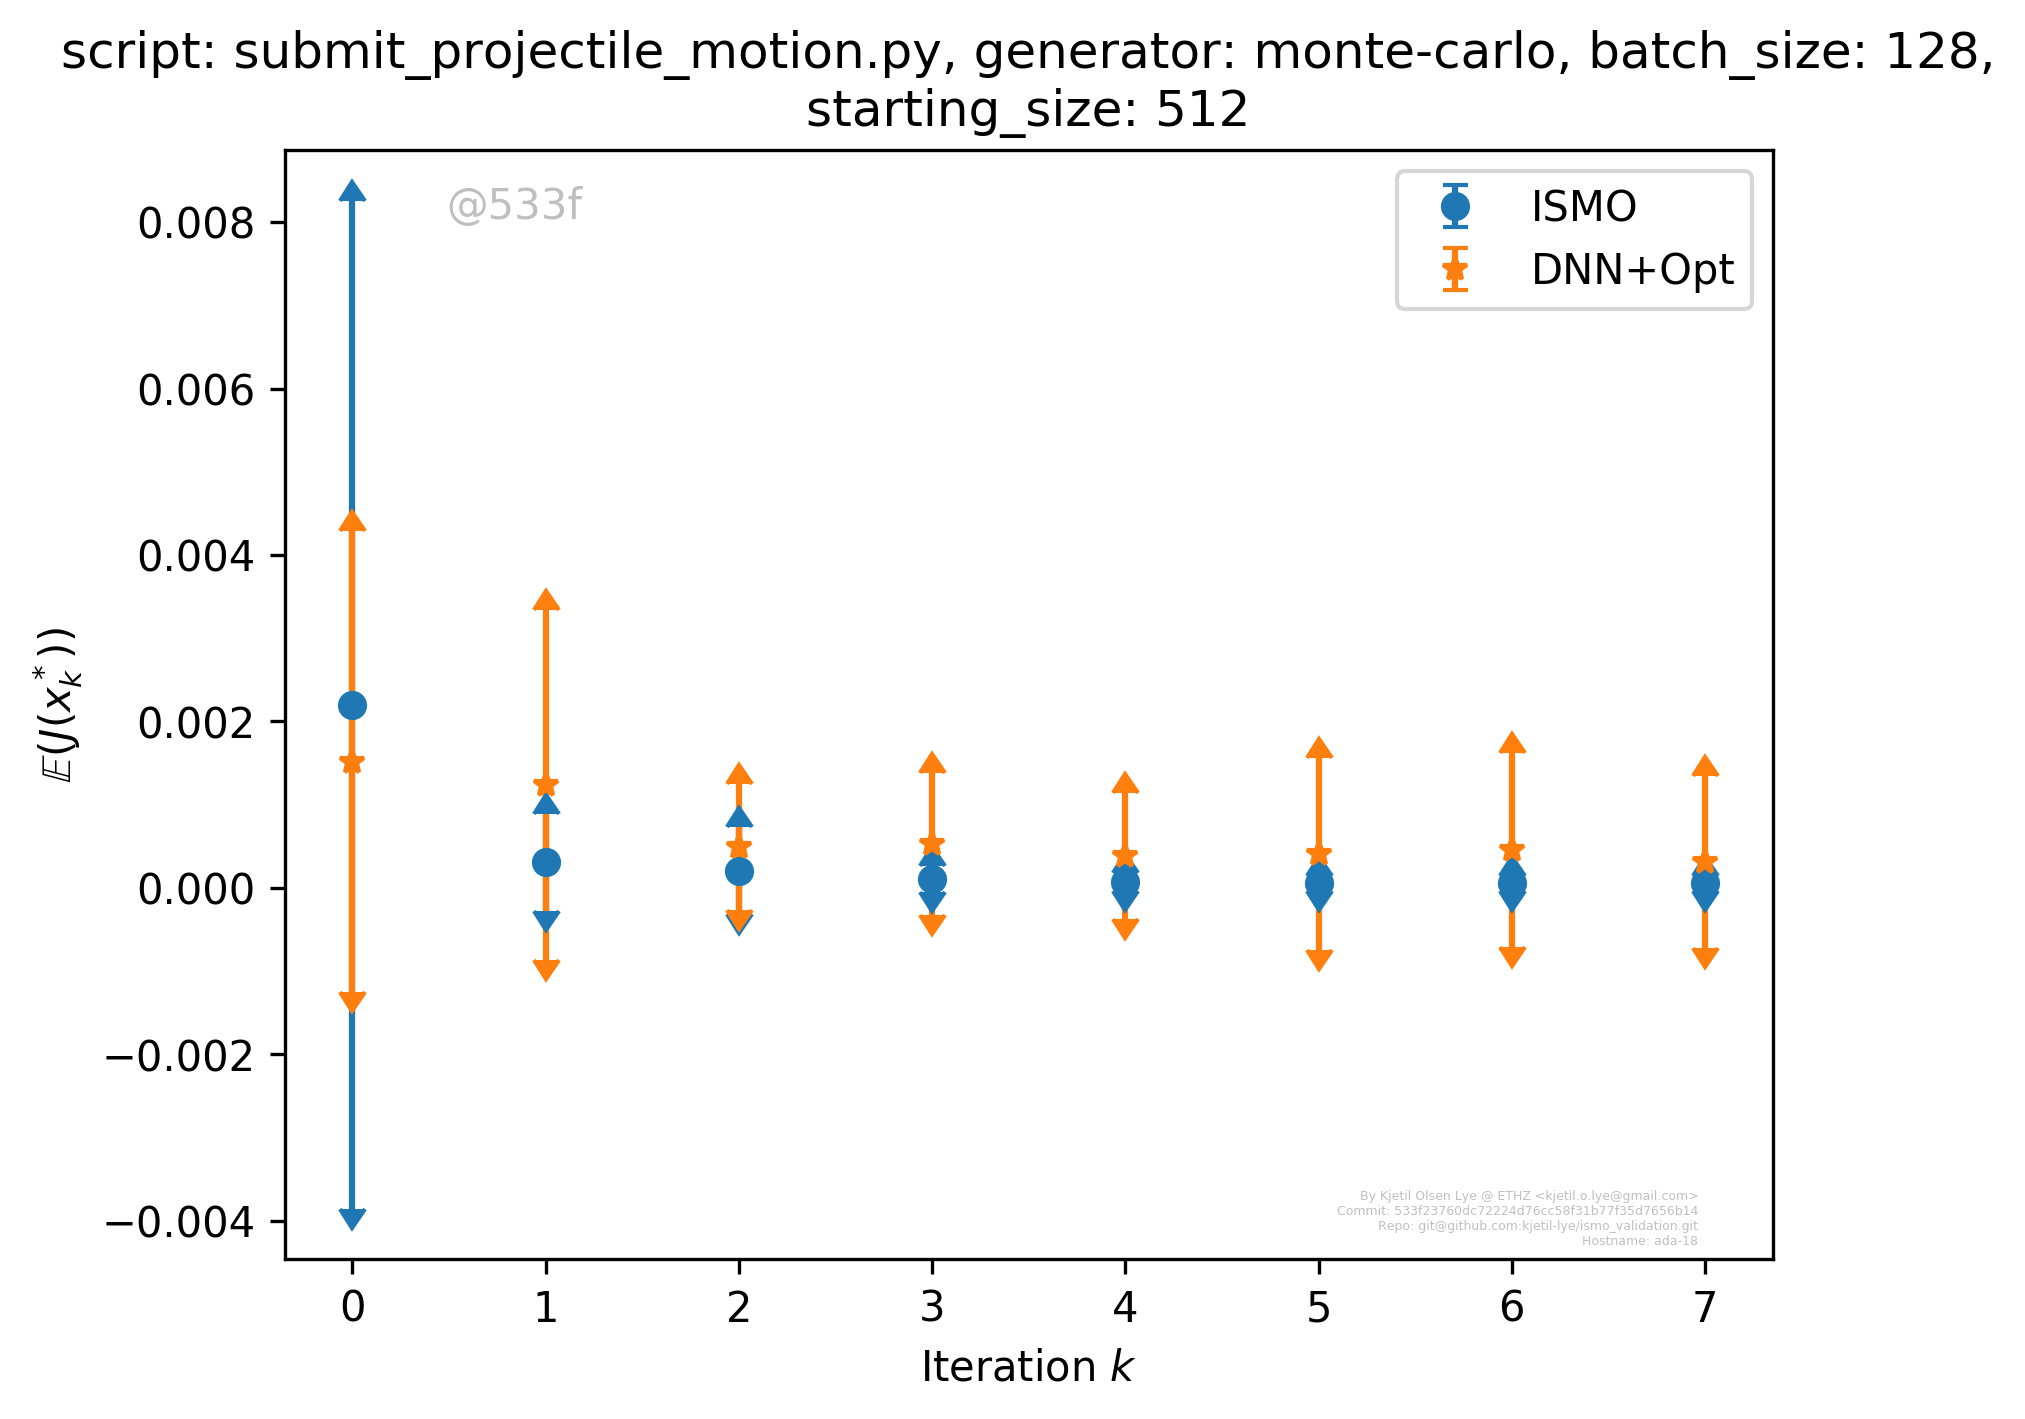 script: submit_projectile_motion.py, generator: monte-carlo, batch_size: 128,
starting_size: 512
@533f
ISMO
DNN+Opt
0.008
0.006
0.004
0.002
0.000
−0.002
−0.004
𝔼(J(x*k))
By Kjetil Olsen Lye @ ETHZ <kjetil.o.lye@gmail.com>
Commit: 533f23760dc72224d76cc58f31b77f35d7656b14
Repo: git@github.com:kjetil-lye/ismo_validation.git
Hostname: ada-18
0 1 2 3 4 5 6 7
Iteration k